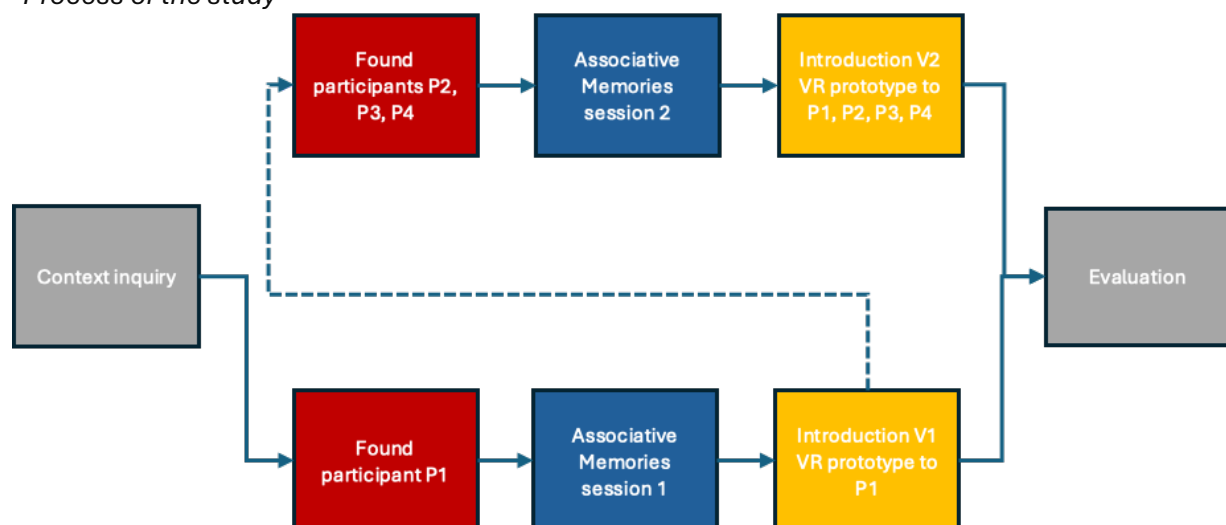 Process of the study
Found
participants P2,
P3, P4
Associative
Memories
session 2
Introduction V2
VR prototype to
P1, P2, P3, P4
Context inquiry
Evaluation
Found
participant P1
Associative
Memories
session 1
Introduction V1
VR prototype to
P1